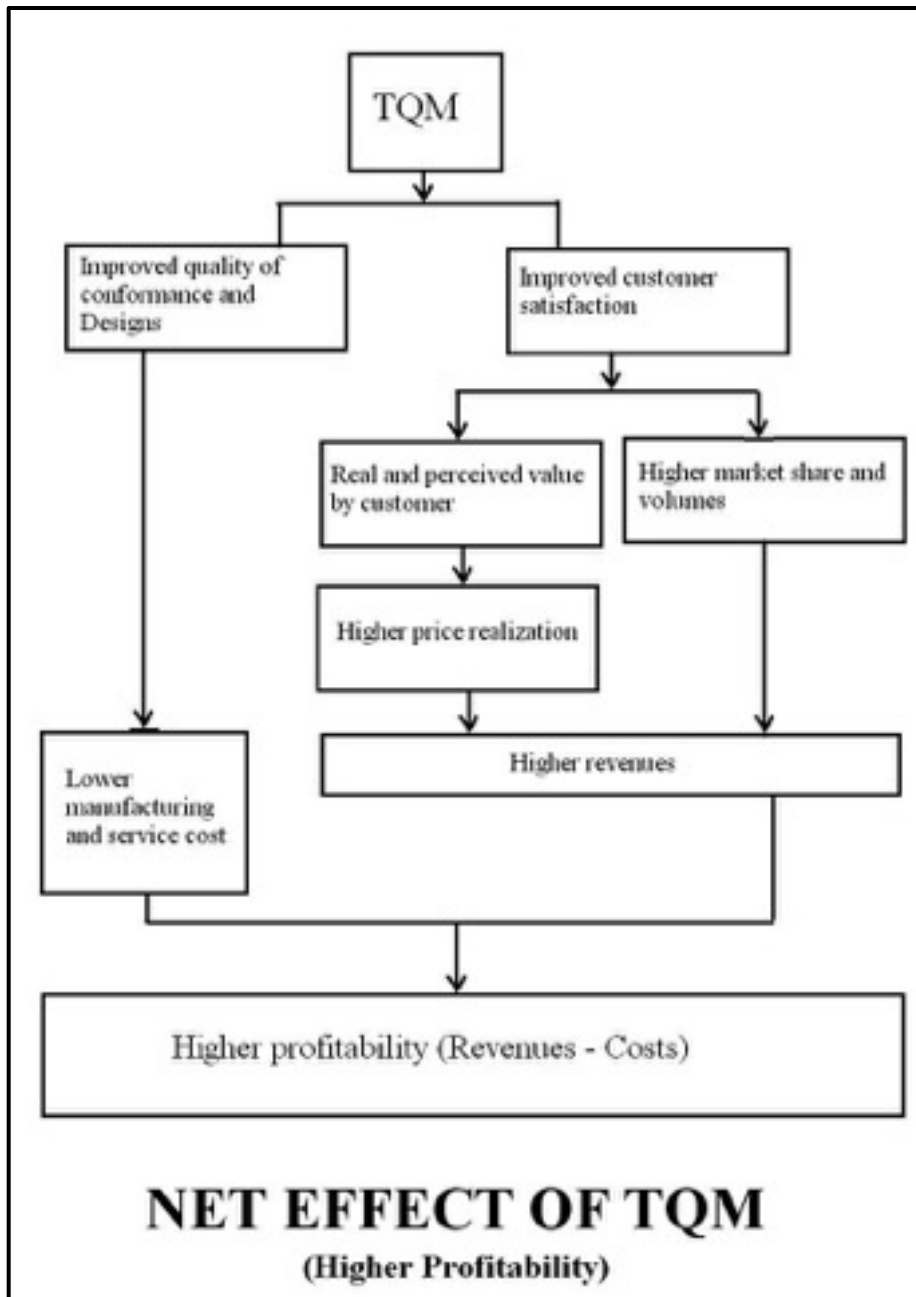 TQM
Improved quality of
conformance and
Designs
Improved customer
satisfaction
Real and perceived value
by customer
Higher market share and
volumes
Higher price realization
Higher revenues
Lower
manufacturing
and service cost
Higher profitability (Revenues - Costs)
NET EFFECT OF TQM
(Higher Profitability)